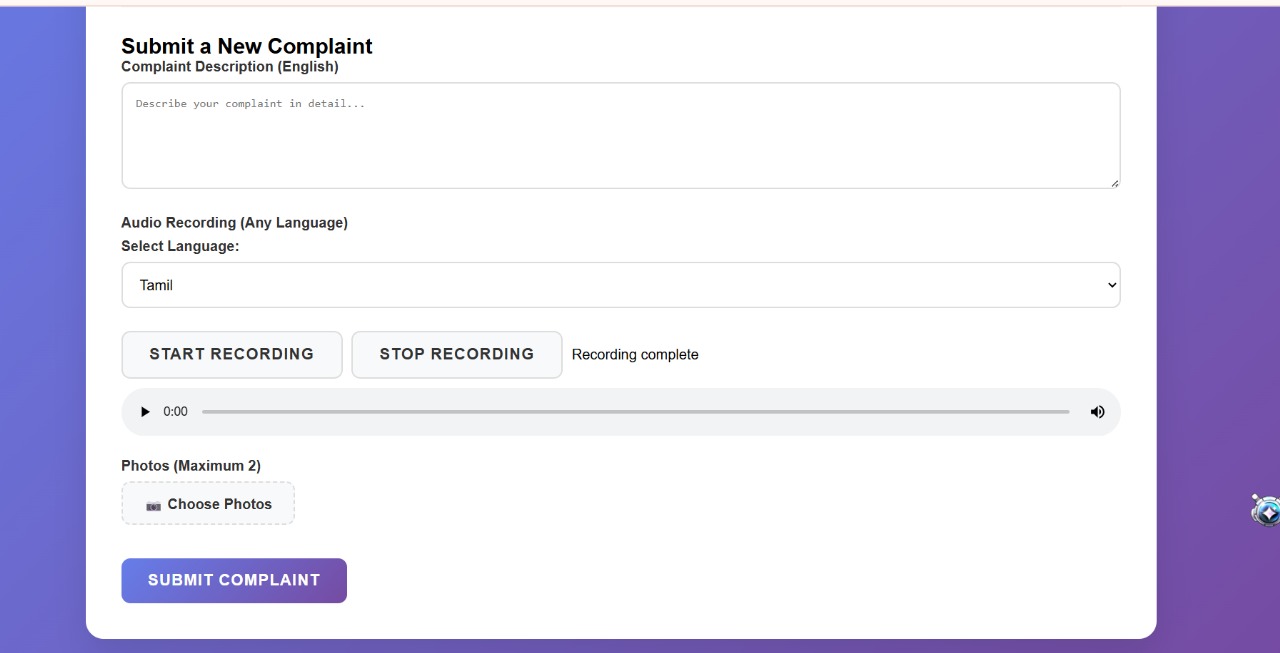 Submit a New Complaint
Complaint Description (English)
Describe your complaint in detail...
Audio Recording (Any Language)
Select Language:
Tamil
START RECORDING STOP RECORDING Recording complete
0:00
Photos (Maximum 2)
Choose Photos
SUBMIT COMPLAINT